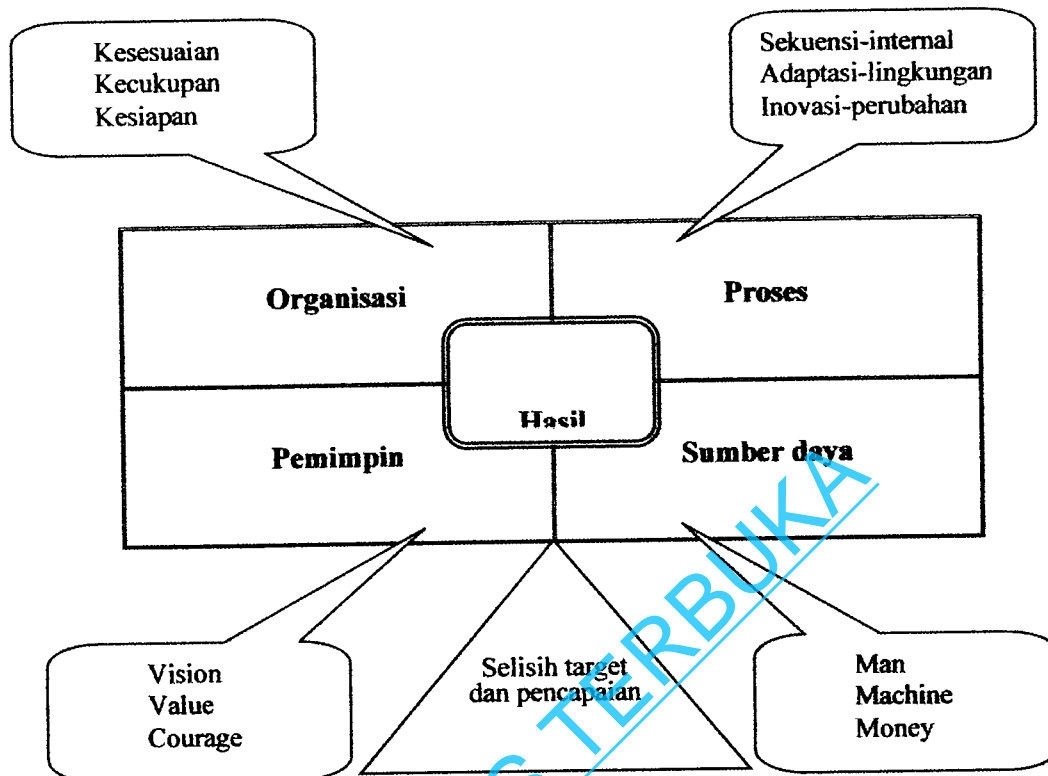 Kesesuaian
Kecukupan
Kesiapan
Sekuensi-internal
Adaptasi-lingkungan
Inovasi-perubahan
Organisasi
Proses
Hasil
Pemimpin
Sumber daya
Vision
Value
Courage
Selisih target
dan pencapaian
Man
Machine
Money
S TERBUKA